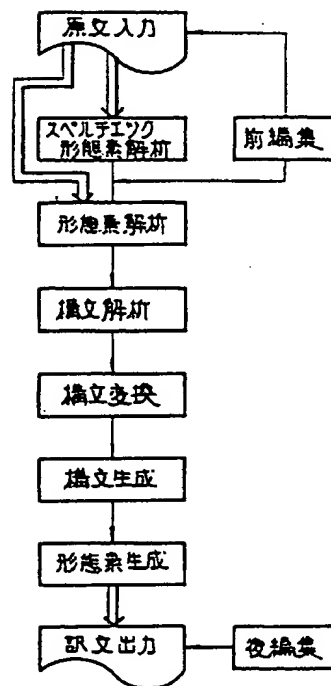 原文入力
スペルチエック
形態素解析
前編集
形態素解析
構文解析
構文変換
構文生成
形態素生成
訳文出力
後編集